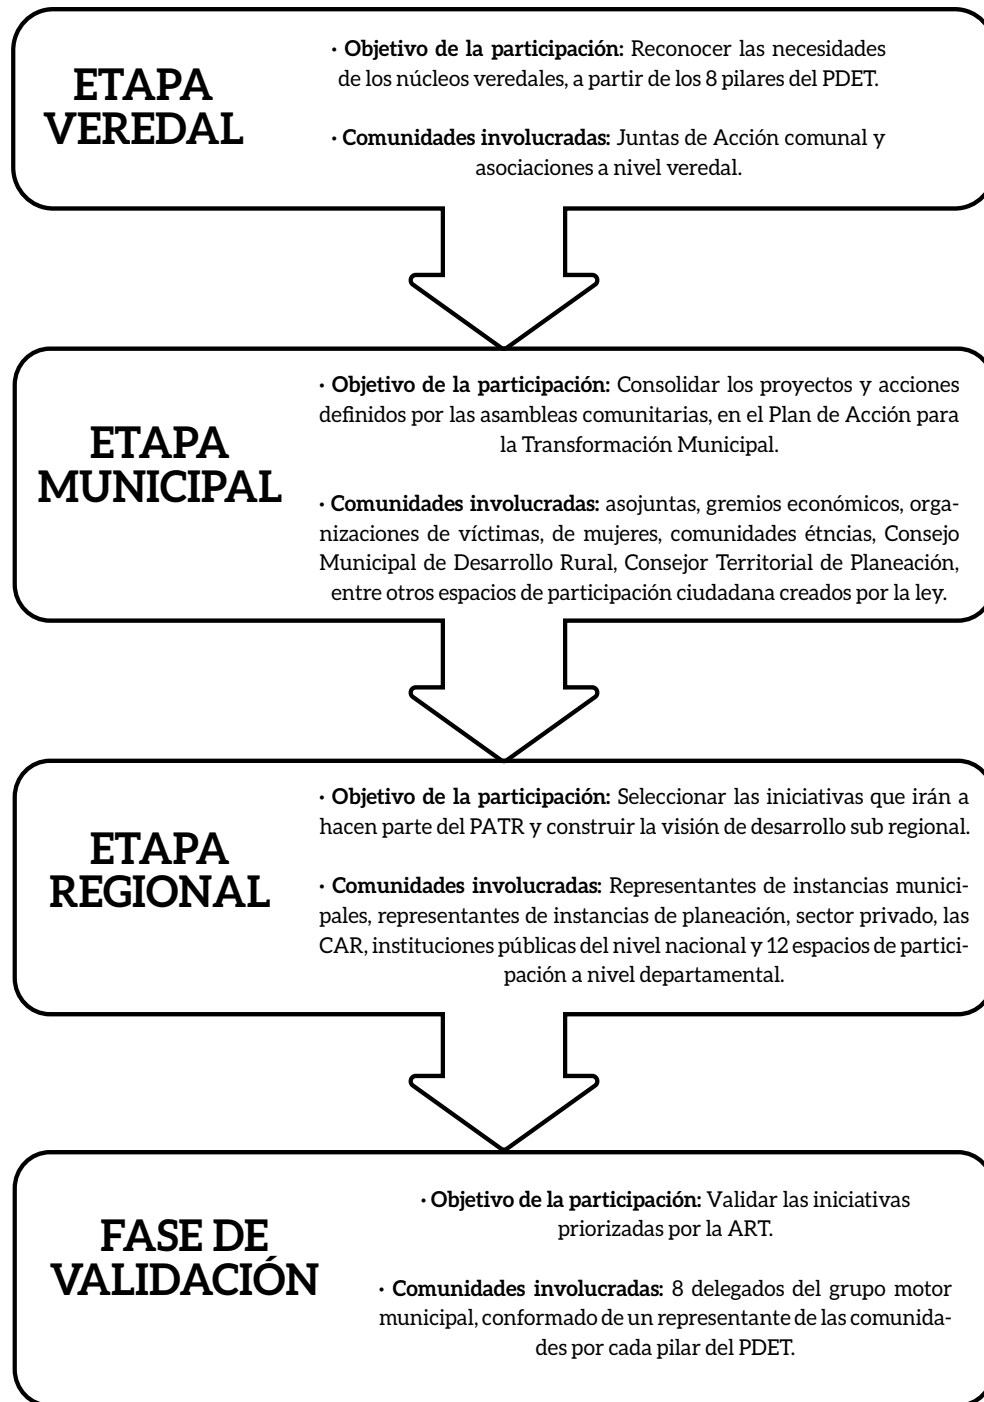 ETAPA
VEREDAL
· Objetivo de la participación: Reconocer las necesidades
de los núcleos veredales, a partir de los 8 pilares del PDET.
· Comunidades involucradas: Juntas de Acción comunal y
asociaciones a nivel veredal.
ETAPA
MUNICIPAL
· Objetivo de la participación: Consolidar los proyectos y acciones
definidos por las asambleas comunitarias, en el Plan de Acción para
la Transformación Municipal.
· Comunidades involucradas: asojuntas, gremios económicos, orga-
nizaciones de víctimas, de mujeres, comunidades étncias, Consejo
Municipal de Desarrollo Rural, Consejor Territorial de Planeación,
entre otros espacios de participación ciudadana creados por la ley.
ETAPA
REGIONAL
· Objetivo de la participación: Seleccionar las iniciativas que irán a
hacen parte del PATR y construir la visión de desarrollo sub regional.
· Comunidades involucradas: Representantes de instancias munici-
pales, representantes de instancias de planeación, sector privado, las
CAR, instituciones públicas del nivel nacional y 12 espacios de partici-
pación a nivel departamental.
FASE DE
VALIDACIÓN
· Objetivo de la participación: Validar las iniciativas
priorizadas por la ART.
· Comunidades involucradas: 8 delegados del grupo motor
municipal, conformado de un representante de las comunida-
des por cada pilar del PDET.